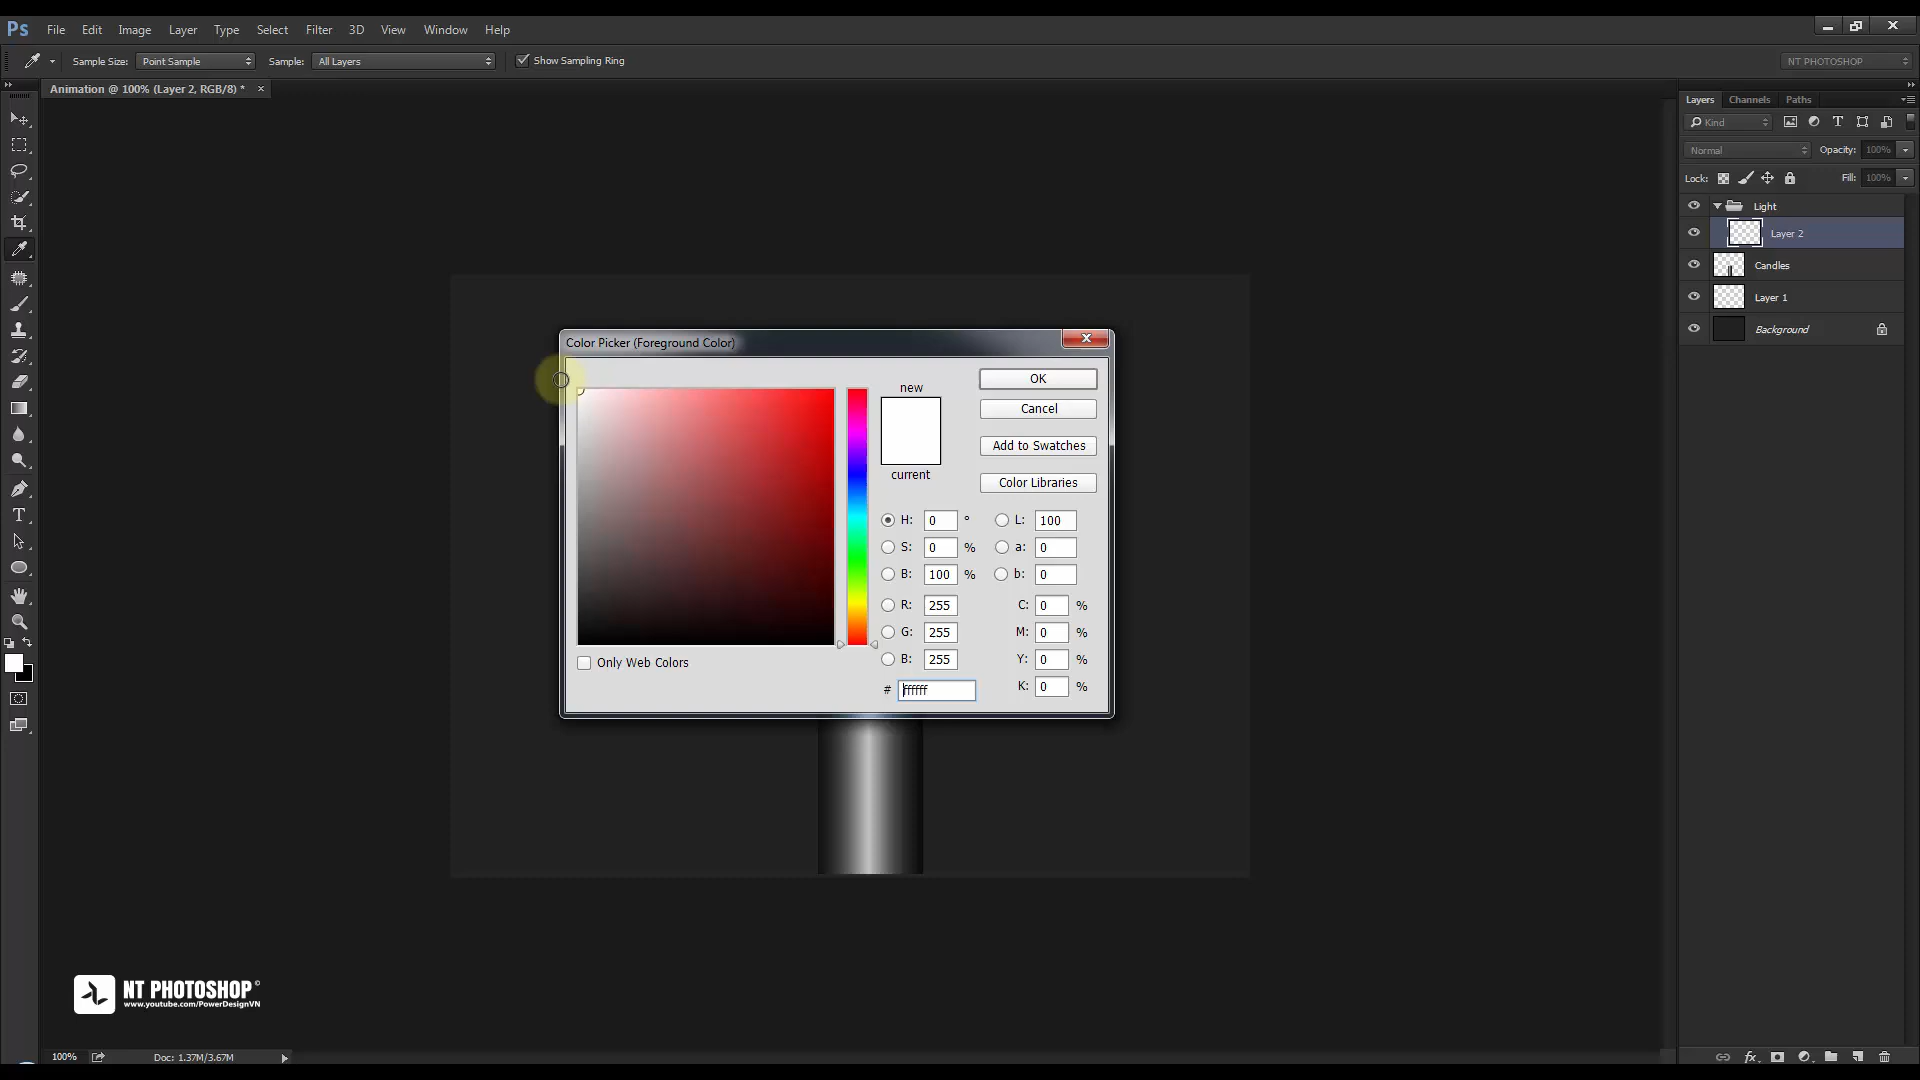 Ps File Edit Image Layer Type Select Filter 3D View Window Help
Sample Size: Point Sample Sample: All Layers Show Sampling Ring NT PHOTOSHOP
Animation @ 100% (Layer 2, RGB/8) * ×
Layers Channels Paths
Kind
Normal Opacity: 100%
Lock: Fill: 100%
Light
Layer 2
Candles
Layer 1
Background
Color Picker (Foreground Color)
new
current
OK
Cancel
Add to Swatches
Color Libraries
H: 0 ° L: 100
S: 0 % a: 0
B: 100 % b: 0
R: 255 C: 0 %
G: 255 M: 0 %
B: 255 Y: 0 %
# ffffff K: 0 %
Only Web Colors
NT PHOTOSHOP ©
www.youtube.com/PowerDesignVN
100% Doc: 1.37M/3.67M
fx